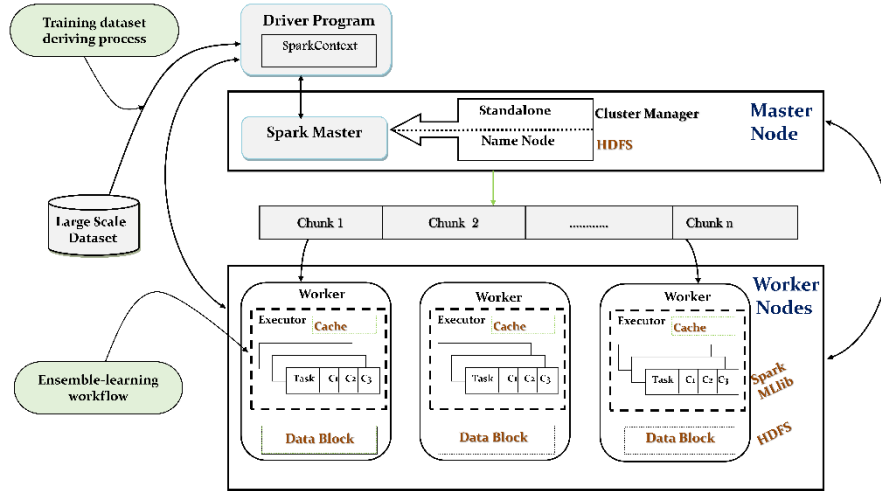 Training dataset
deriving process
Driver Program
SparkContext
Spark Master
Standalone
Name Node
Cluster Manager
HDFS
Master
Node
Large Scale
Dataset
Chunk 1
Chunk 2
............
Chunk n
Worker
Nodes
Worker
Executor
Cache
Task C1 C2 C3
Data Block
Worker
Executor
Cache
Task C1 C2 C3
Data Block
Worker
Executor
Cache
Task C1 C2 C3
Data Block
Spark
MLlib
HDFS
Ensemble-learning
workflow